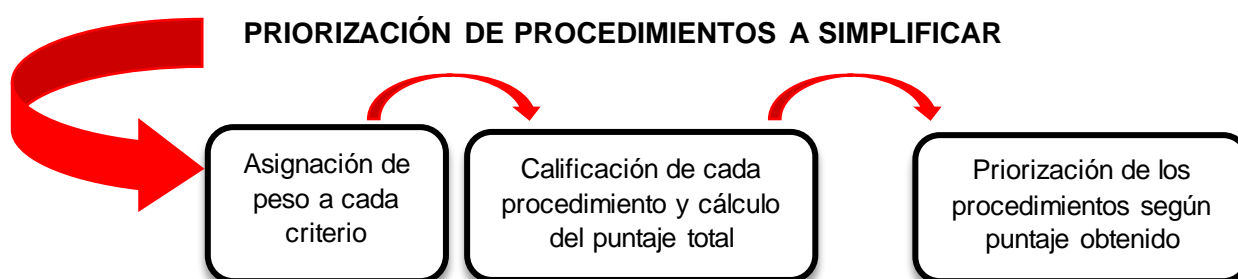 PRIORIZACIÓN DE PROCEDIMIENTOS A SIMPLIFICAR
Asignación de
peso a cada
criterio
Calificación de cada
procedimiento y cálculo
del puntaje total
Priorización de los
procedimientos según
puntaje obtenido